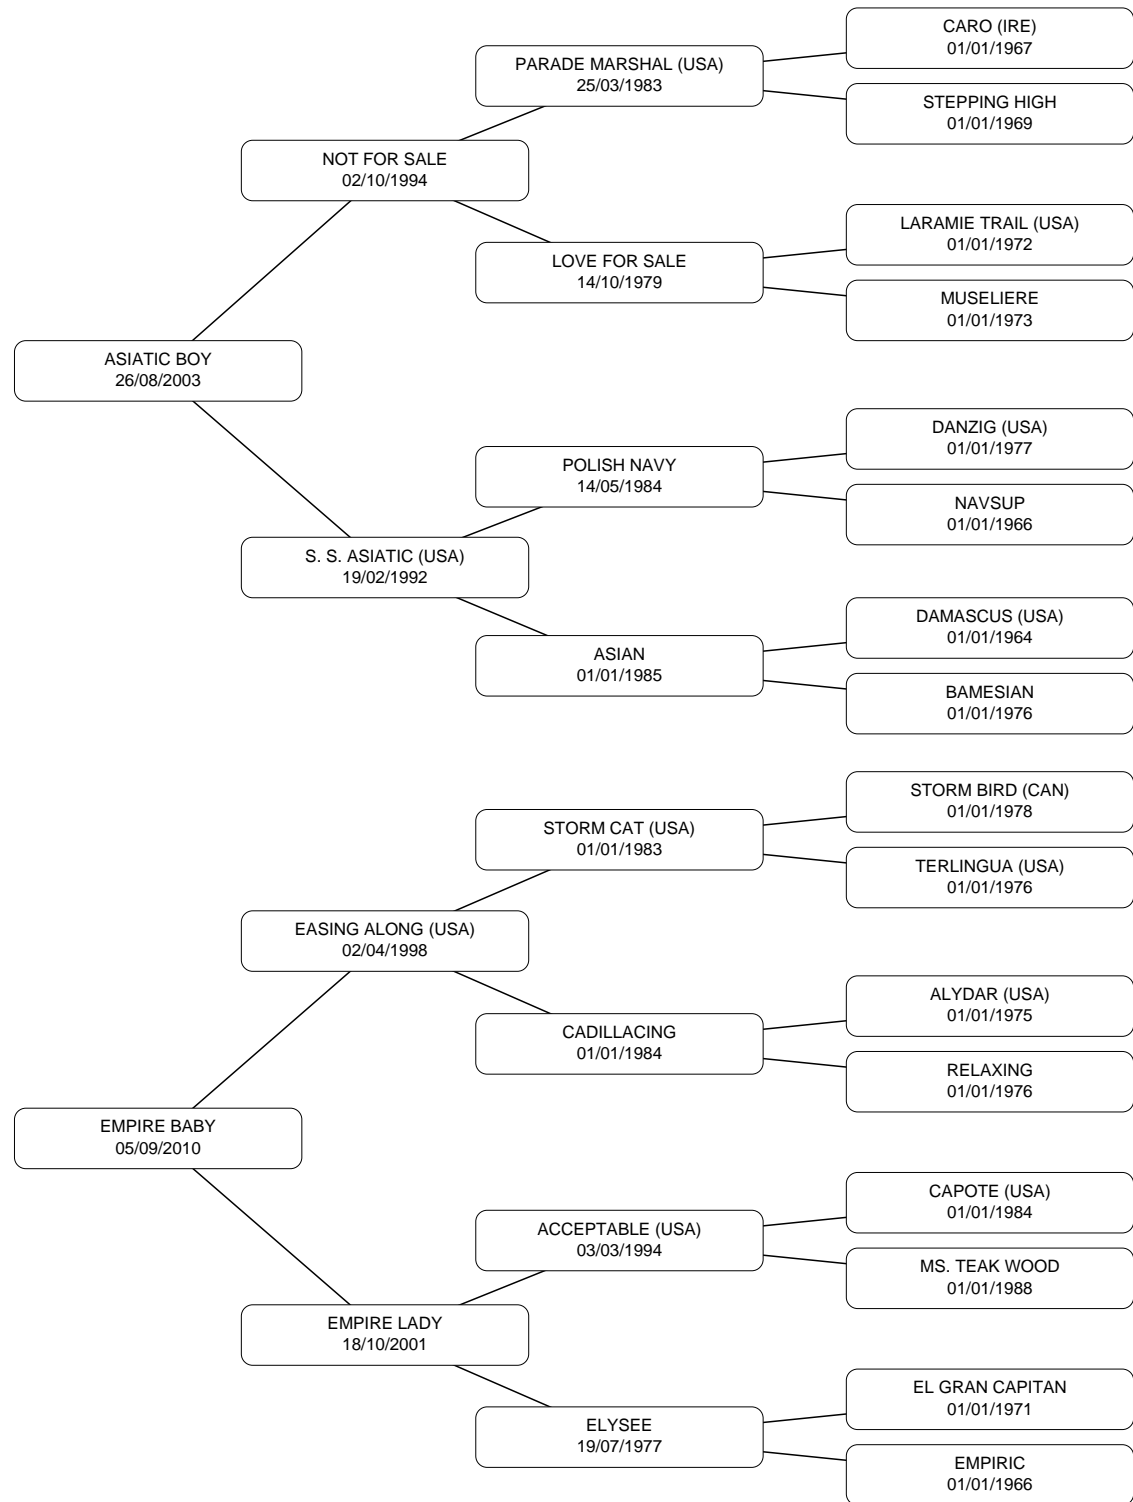 CARO (IRE)
01/01/1967
PARADE MARSHAL (USA)
25/03/1983
STEPPING HIGH
01/01/1969
NOT FOR SALE
02/10/1994
LARAMIE TRAIL (USA)
01/01/1972
LOVE FOR SALE
14/10/1979
MUSELIERE
01/01/1973
ASIATIC BOY
26/08/2003
DANZIG (USA)
01/01/1977
POLISH NAVY
14/05/1984
NAVSUP
01/01/1966
S. S. ASIATIC (USA)
19/02/1992
DAMASCUS (USA)
01/01/1964
ASIAN
01/01/1985
BAMESIAN
01/01/1976
STORM BIRD (CAN)
01/01/1978
STORM CAT (USA)
01/01/1983
TERLINGUA (USA)
01/01/1976
EASING ALONG (USA)
02/04/1998
ALYDAR (USA)
01/01/1975
CADILLACING
01/01/1984
RELAXING
01/01/1976
EMPIRE BABY
05/09/2010
CAPOTE (USA)
01/01/1984
ACCEPTABLE (USA)
03/03/1994
MS. TEAK WOOD
01/01/1988
EMPIRE LADY
18/10/2001
EL GRAN CAPITAN
01/01/1971
ELYSEE
19/07/1977
EMPIRIC
01/01/1966